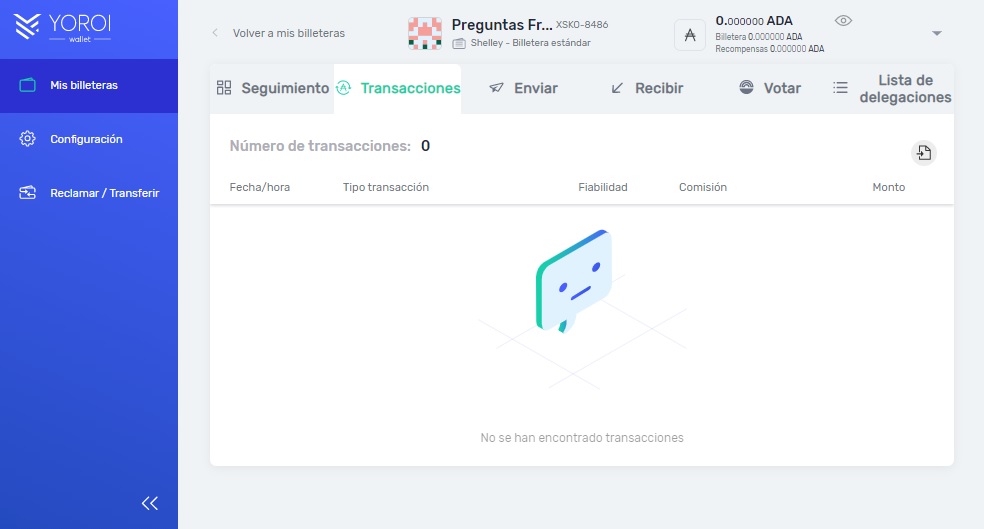 YOROI
wallet
Mis billeteras
Configuración
Reclamar / Transferir
Volver a mis billeteras
Preguntas Fr... XSKO-8486
Shelley - Billetera estándar
0.000000 ADA
Billetera 0.000000 ADA
Recompensas 0.000000 ADA
Seguimiento
Transacciones
Enviar
Recibir
Votar
Lista de
delegaciones
Número de transacciones: 0
Fecha/hora Tipo transacción Fiabilidad Comisión Monto
No se han encontrado transacciones